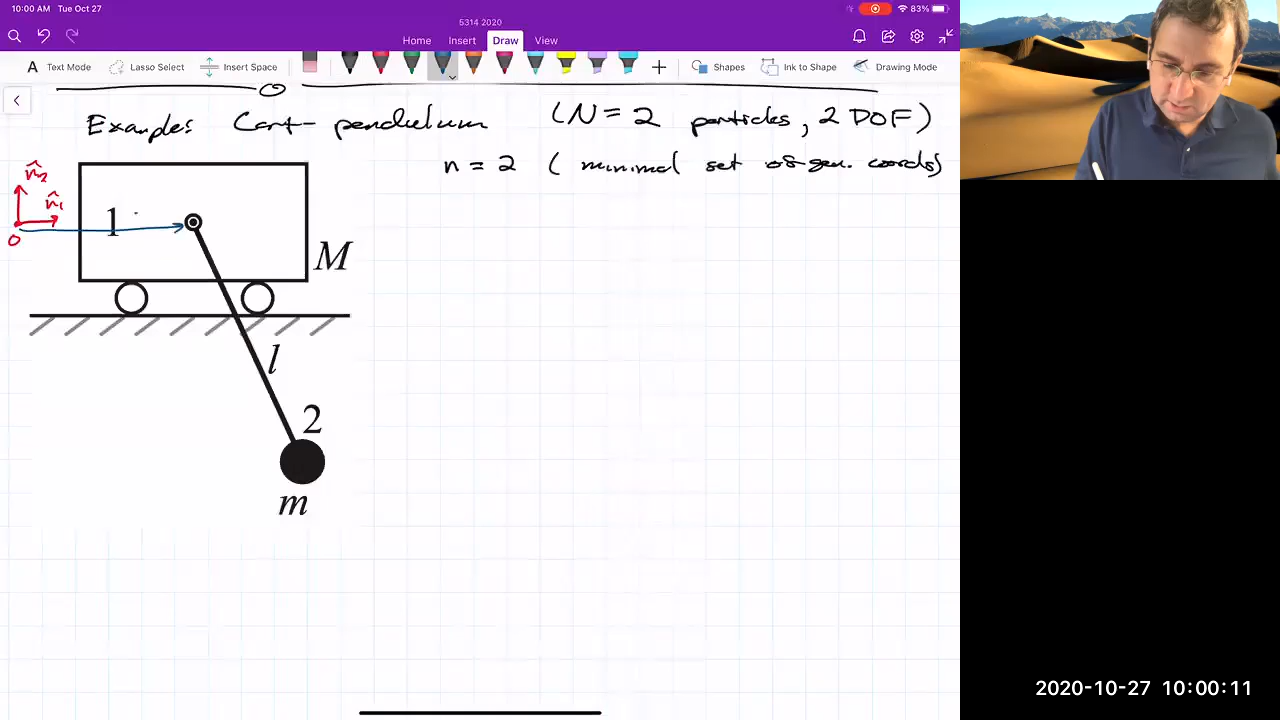 10:00 AM Tue Oct 27
83%
5314 2020
Home Insert Draw View
A Text Mode Lasso Select Insert Space Shapes Ink to Shape Drawing Mode
Example: Cart-pendulum (N = 2 particles, 2 DOF)
n = 2 (minimal set of gen. coords)
n̂₂
n̂₁
O
1
M
l
2
m
2020-10-27 10:00:11